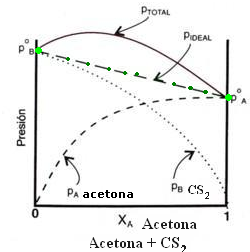 pTOTAL
p°B
pIDEAL
p°A
Presión
pA acetona
pB CS2
0
XA
1
Acetona
Acetona + CS2